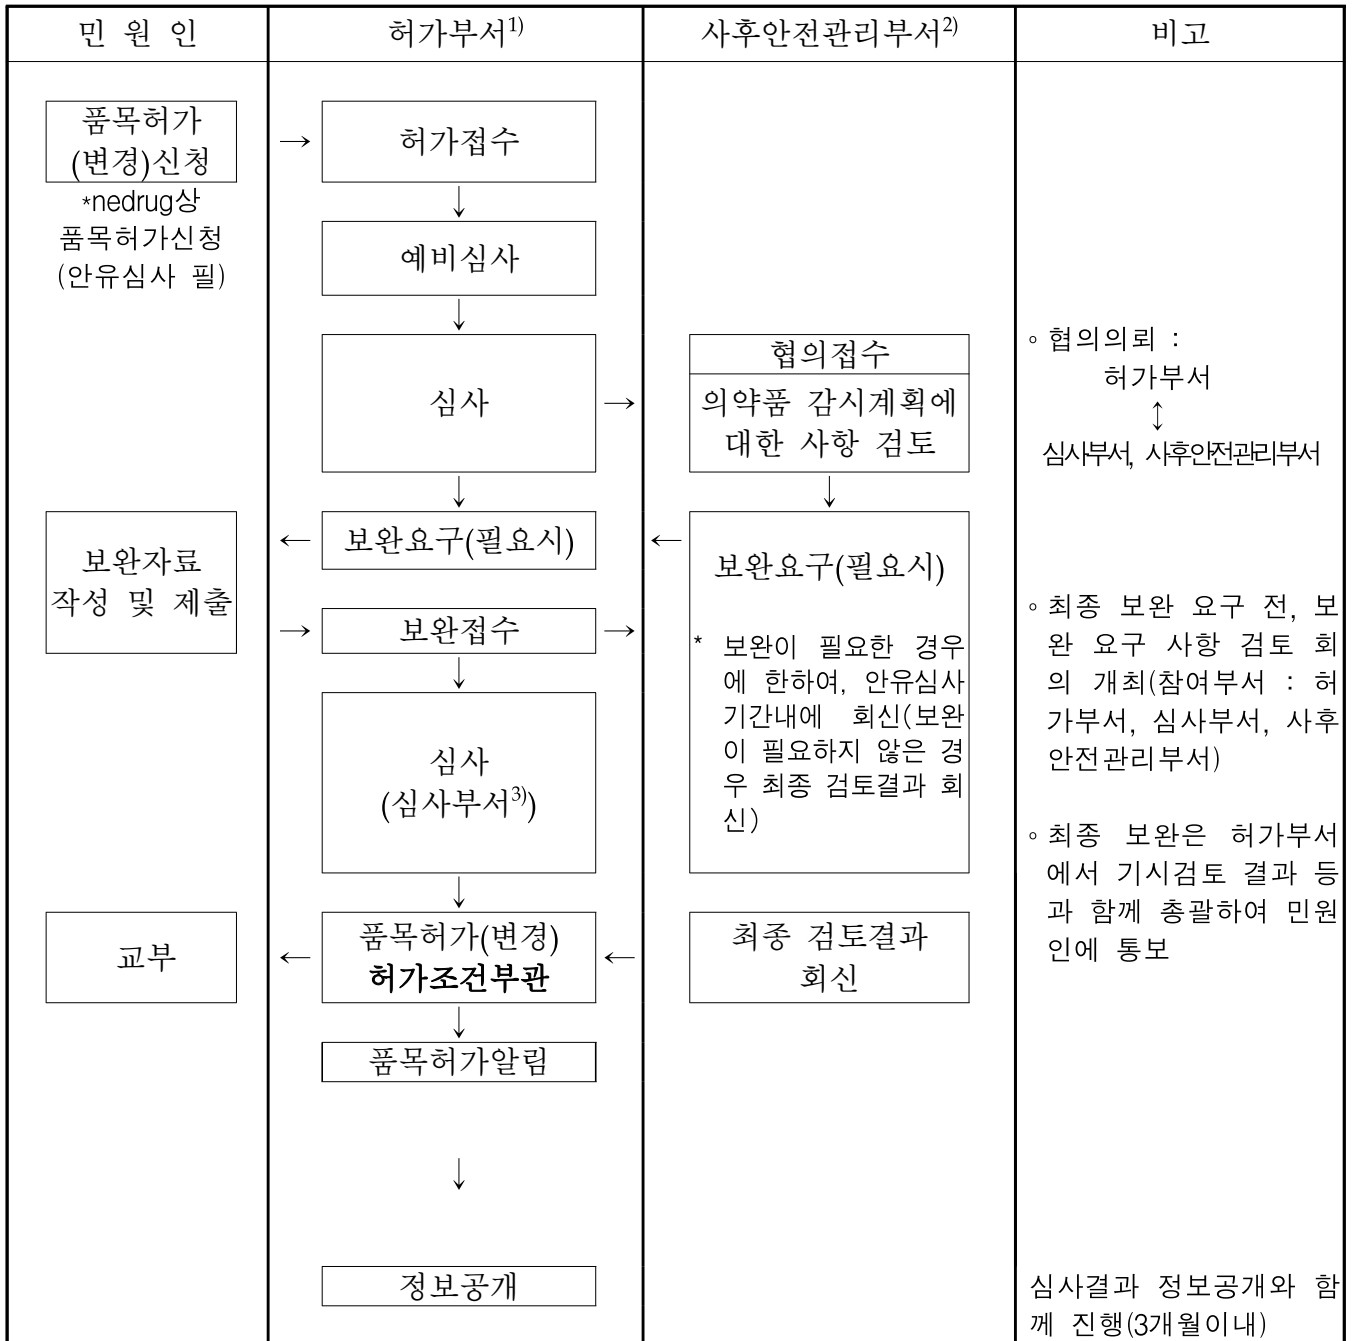 민 원 인
허가부서1)
사후안전관리부서2)
비고
품목허가
(변경)신청
→
허가접수
*nedrug상
품목허가신청
(안유심사 필)
↓
예비심사
↓
심사
→
협의접수
의약품 감시계획에
대한 사항 검토
◦ 협의의뢰 :
허가부서
↕
심사부서, 사후안전관리부서
↓
↓
보완자료
작성 및 제출
←
보완요구(필요시)
←
보완요구(필요시)
→
보완접수
→
* 보완이 필요한 경우
에 한하여, 안유심사
기간내에 회신(보완
이 필요하지 않은 경
우 최종 검토결과 회
신)
◦ 최종 보완 요구 전, 보
완 요구 사항 검토 회
의 개최(참여부서 : 허
가부서, 심사부서, 사후
안전관리부서)
↓
심사
(심사부서3))
◦ 최종 보완은 허가부서
에서 기시검토 결과 등
과 함께 총괄하여 민원
인에 통보
↓
교부
←
품목허가(변경)
허가조건부관
←
최종 검토결과
회신
↓
품목허가알림
↓
정보공개
심사결과 정보공개와 함
께 진행(3개월이내)